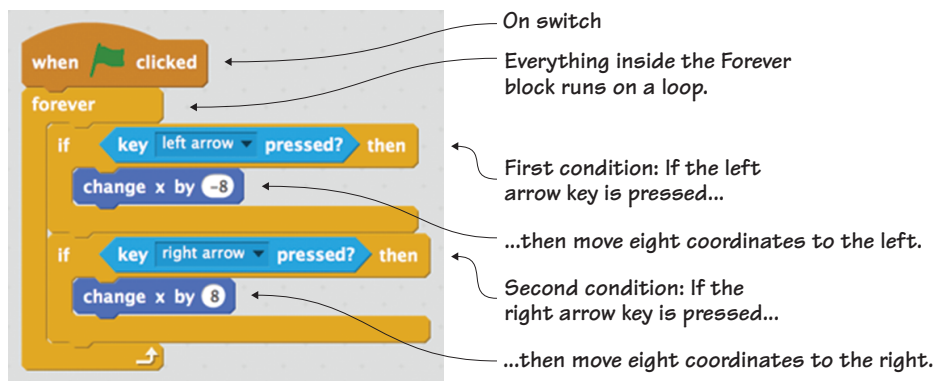 when clicked
forever
if key left arrow pressed? then
change x by -8
if key right arrow pressed? then
change x by 8
On switch
Everything inside the Forever
block runs on a loop.
First condition: If the left
arrow key is pressed...
...then move eight coordinates to the left.
Second condition: If the
right arrow key is pressed...
...then move eight coordinates to the right.